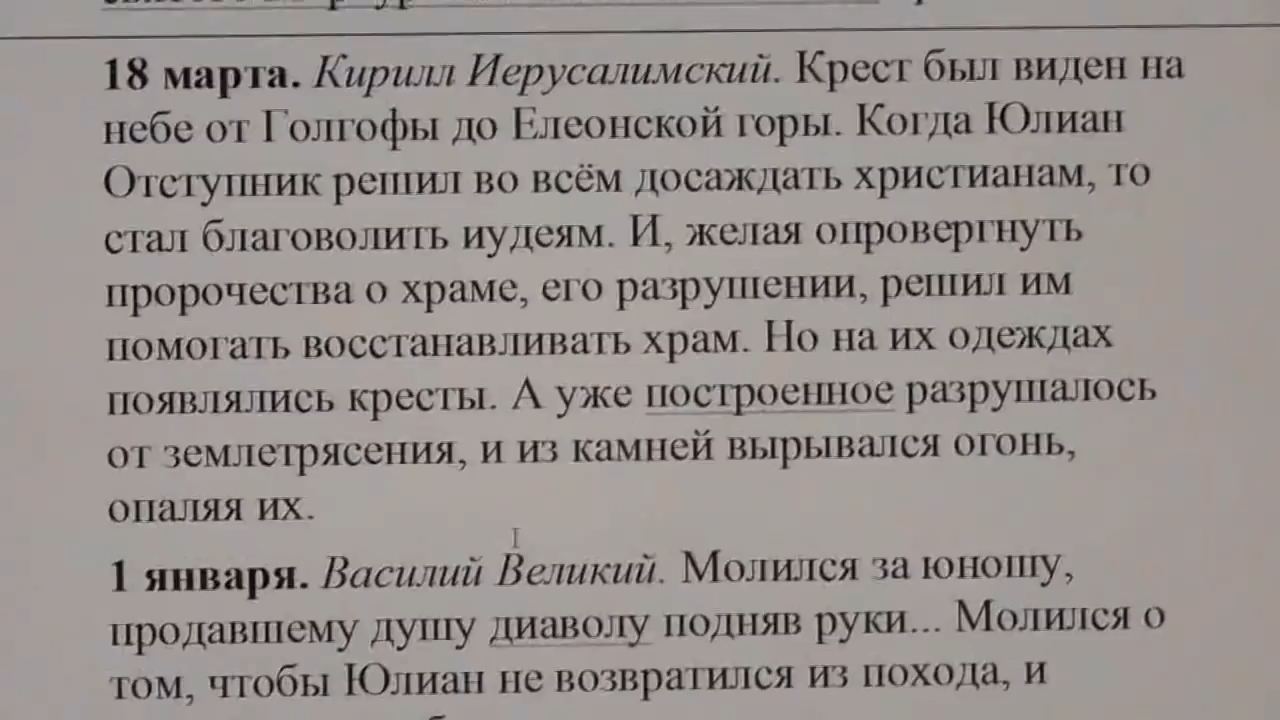 18 марта. Кирилл Иерусалимский. Крест был виден на
небе от Голгофы до Елеонской горы. Когда Юлиан
Отступник решил во всём досаждать христианам, то
стал благоволить иудеям. И, желая опровергнуть
пророчества о храме, его разрушении, решил им
помогать восстанавливать храм. Но на их одеждах
появлялись кресты. А уже построенное разрушалось
от землетрясения, и из камней вырывался огонь,
опаляя их.
1 января. Василий Великий. Молился за юношу,
продавшему душу диаволу подняв руки... Молился о
том, чтобы Юлиан не возвратился из похода, и